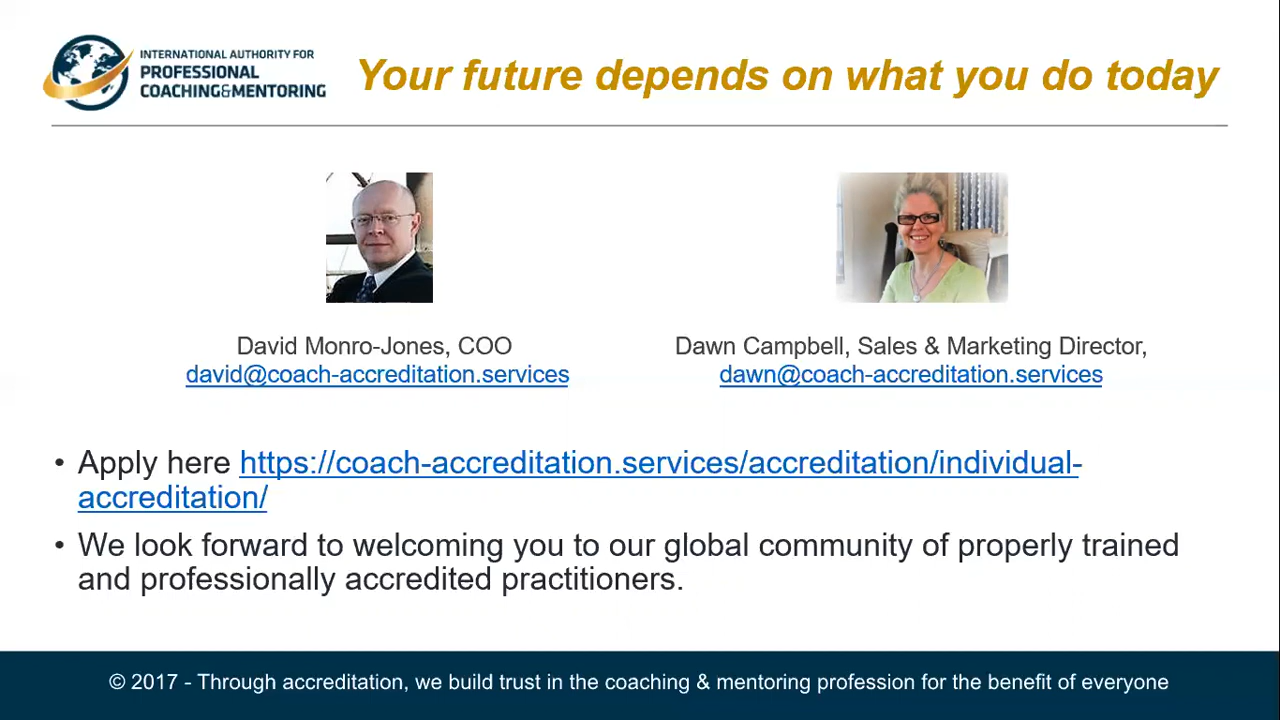 INTERNATIONAL AUTHORITY FOR
PROFESSIONAL
COACHING&MENTORING
Your future depends on what you do today
David Monro-Jones, COO
david@coach-accreditation.services
Dawn Campbell, Sales & Marketing Director,
dawn@coach-accreditation.services
• Apply here https://coach-accreditation.services/accreditation/individual-
accreditation/
• We look forward to welcoming you to our global community of properly trained
and professionally accredited practitioners.
© 2017 - Through accreditation, we build trust in the coaching & mentoring profession for the benefit of everyone